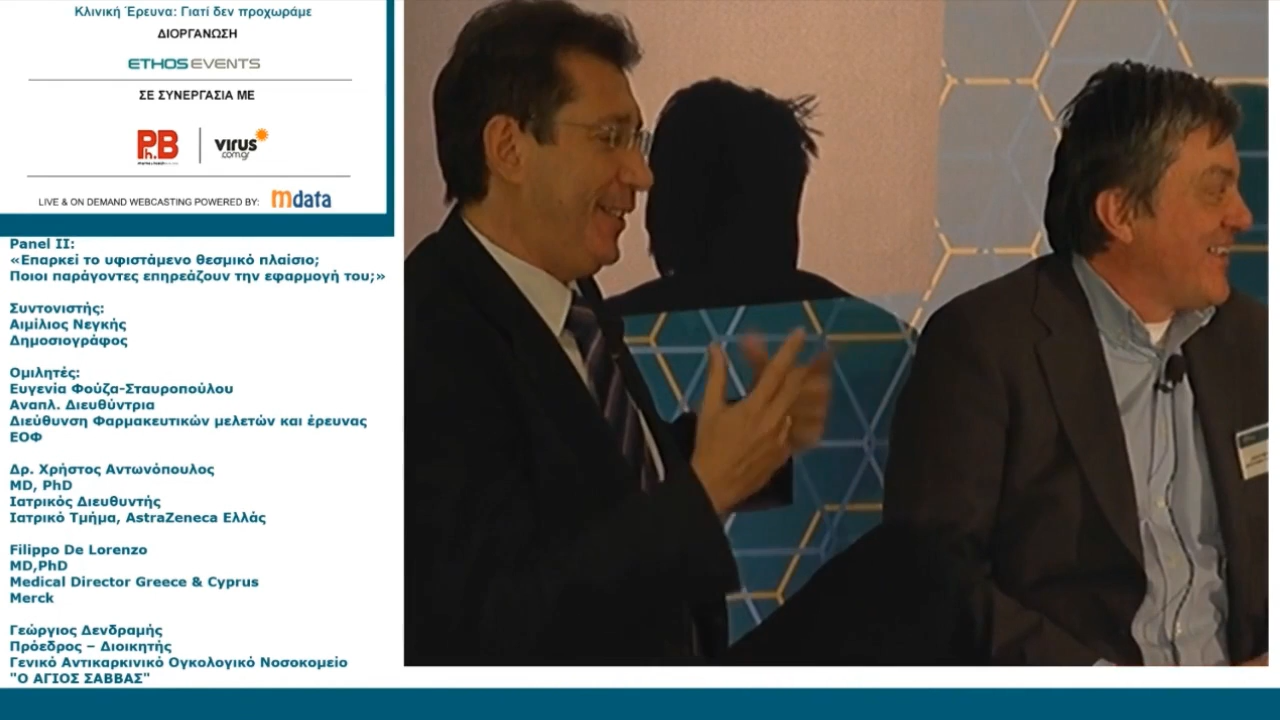 Κλινική Έρευνα: Γιατί δεν προχωράμε
ΔΙΟΡΓΑΝΩΣΗ
ETHOS EVENTS
ΣΕ ΣΥΝΕΡΓΑΣΙΑ ΜΕ
Ph.B
VIRUS
.com.gr
LIVE & ON DEMAND WEBCASTING POWERED BY: mdata
Panel II:
«Επαρκεί το υφιστάμενο θεσμικό πλαίσιο;
Ποιοι παράγοντες επηρεάζουν την εφαρμογή του;»
Συντονιστής:
Αιμίλιος Νεγκής
Δημοσιογράφος
Ομιλητές:
Ευγενία Φούζα-Σταυροπούλου
Αναπλ. Διευθύντρια
Διεύθυνση Φαρμακευτικών μελετών και έρευνας
ΕΟΦ
Δρ. Χρήστος Αντωνόπουλος
MD, PhD
Ιατρικός Διευθυντής
Ιατρικό Τμήμα, AstraZeneca Ελλάς
Filippo De Lorenzo
MD,PhD
Medical Director Greece & Cyprus
Merck
Γεώργιος Δενδραμής
Πρόεδρος – Διοικητής
Γενικό Αντικαρκινικό Ογκολογικό Νοσοκομείο
"Ο ΑΓΙΟΣ ΣΑΒΒΑΣ"